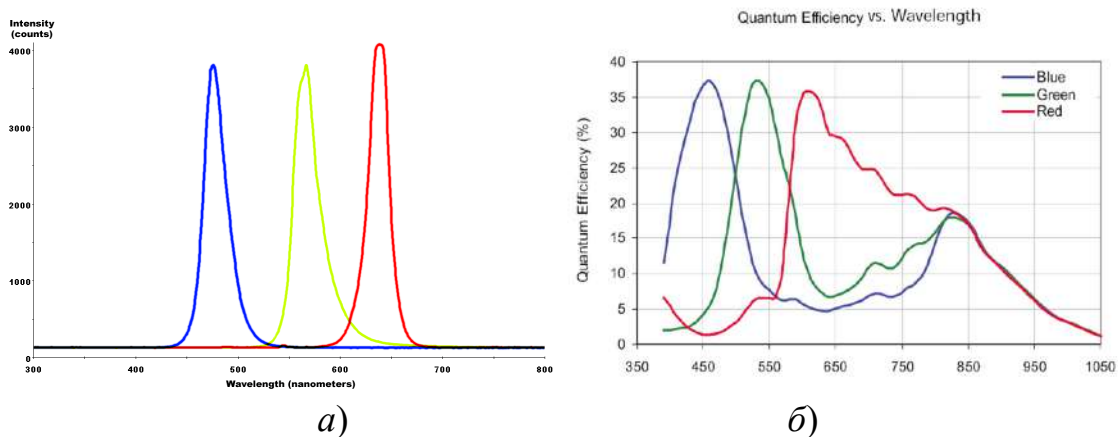 Intensity
(counts)
4000
3000
2000
1000
0
300
400
500
600
700
800
Wavelength (nanometers)
а)
Quantum Efficiency vs. Wavelength
Quantum Efficiency (%)
40
35
30
25
20
15
10
5
0
Blue
Green
Red
350
450
550
650
750
850
950
1050
б)